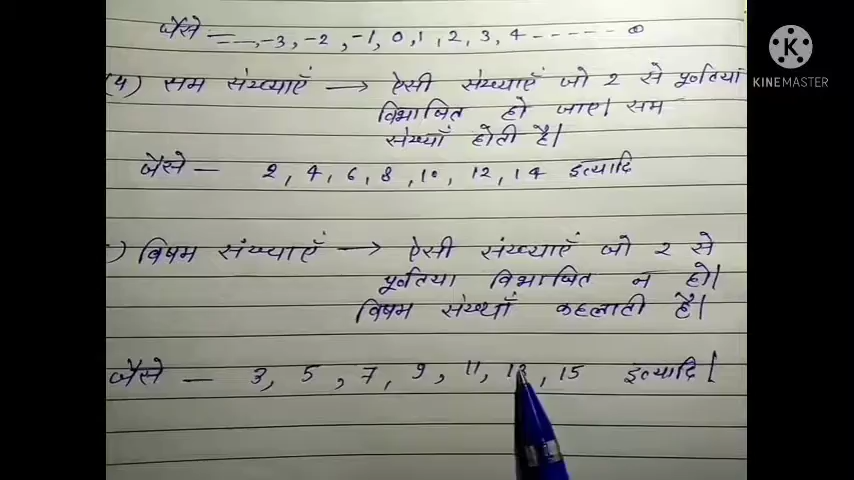 जैसे = ---, -3, -2, -1, 0, 1, 2, 3, 4 ------ ∞
(4) सम संख्याएँ → ऐसी संख्याएँ जो 2 से पूर्णतया
विभाजित हो जाए। सम
संख्याँ होती है।
जैसे — 2, 4, 6, 8, 10, 12, 14 इत्यादि
) विषम संख्याएँ → ऐसी संख्याएँ जो 2 से
पूर्णतया विभाजित न हो।
विषम संख्याँ कहलाती है।
जैसे — 3, 5, 7, 9, 11, 13, 15 इत्यादि।
K
KINEMASTER